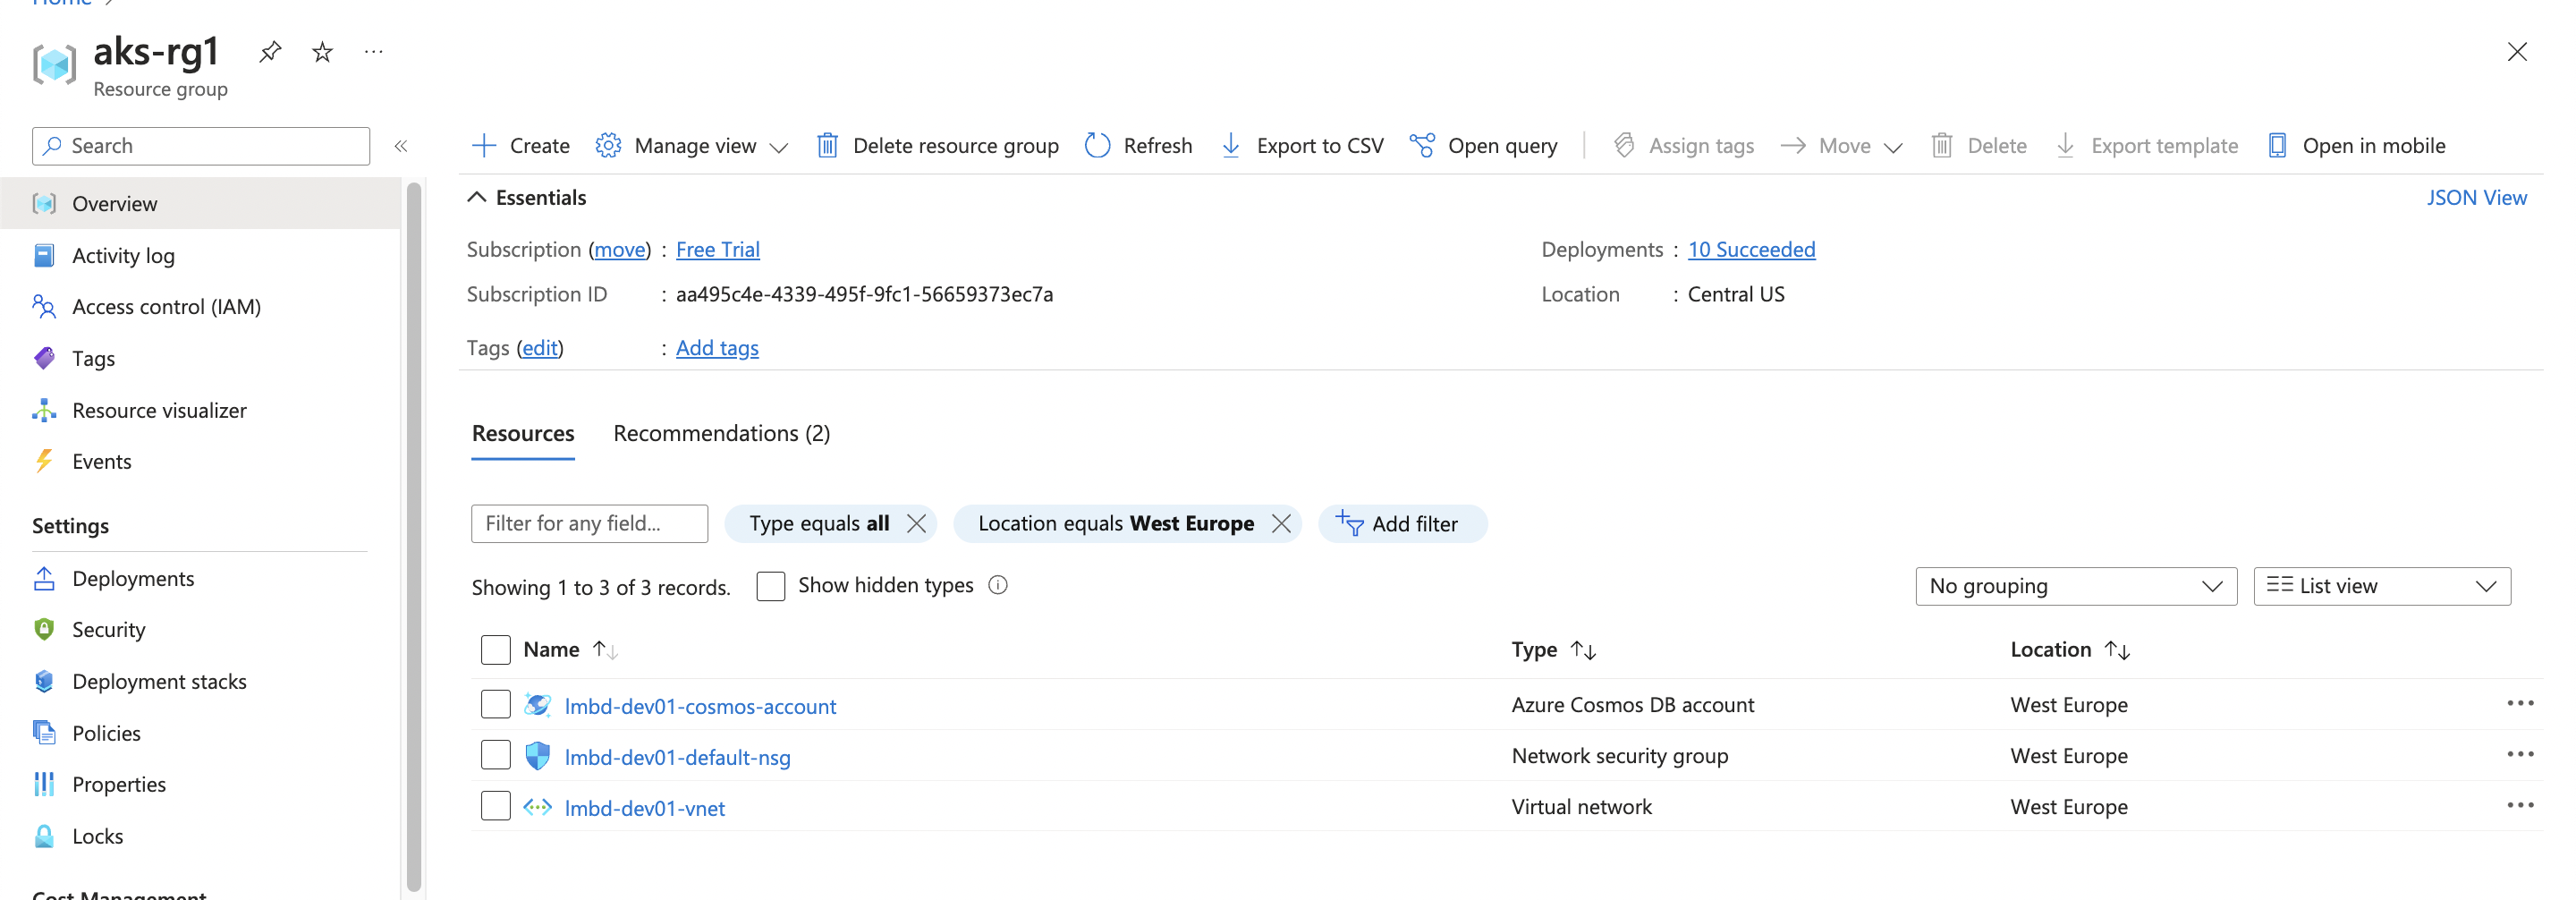 Home
aks-rg1
Resource group
Search
Create Manage view Delete resource group Refresh Export to CSV Open query Assign tags Move Delete Export template Open in mobile
Overview
Activity log
Access control (IAM)
Tags
Resource visualizer
Events
Settings
Deployments
Security
Deployment stacks
Policies
Properties
Locks
Cost Management
Essentials
JSON View
Subscription (move) : Free Trial
Deployments : 10 Succeeded
Subscription ID : aa495c4e-4339-495f-9fc1-56659373ec7a
Location : Central US
Tags (edit) : Add tags
Resources Recommendations (2)
Filter for any field... Type equals all Location equals West Europe Add filter
Showing 1 to 3 of 3 records. Show hidden types
No grouping List view
Name Type Location
lmbd-dev01-cosmos-account Azure Cosmos DB account West Europe
lmbd-dev01-default-nsg Network security group West Europe
lmbd-dev01-vnet Virtual network West Europe